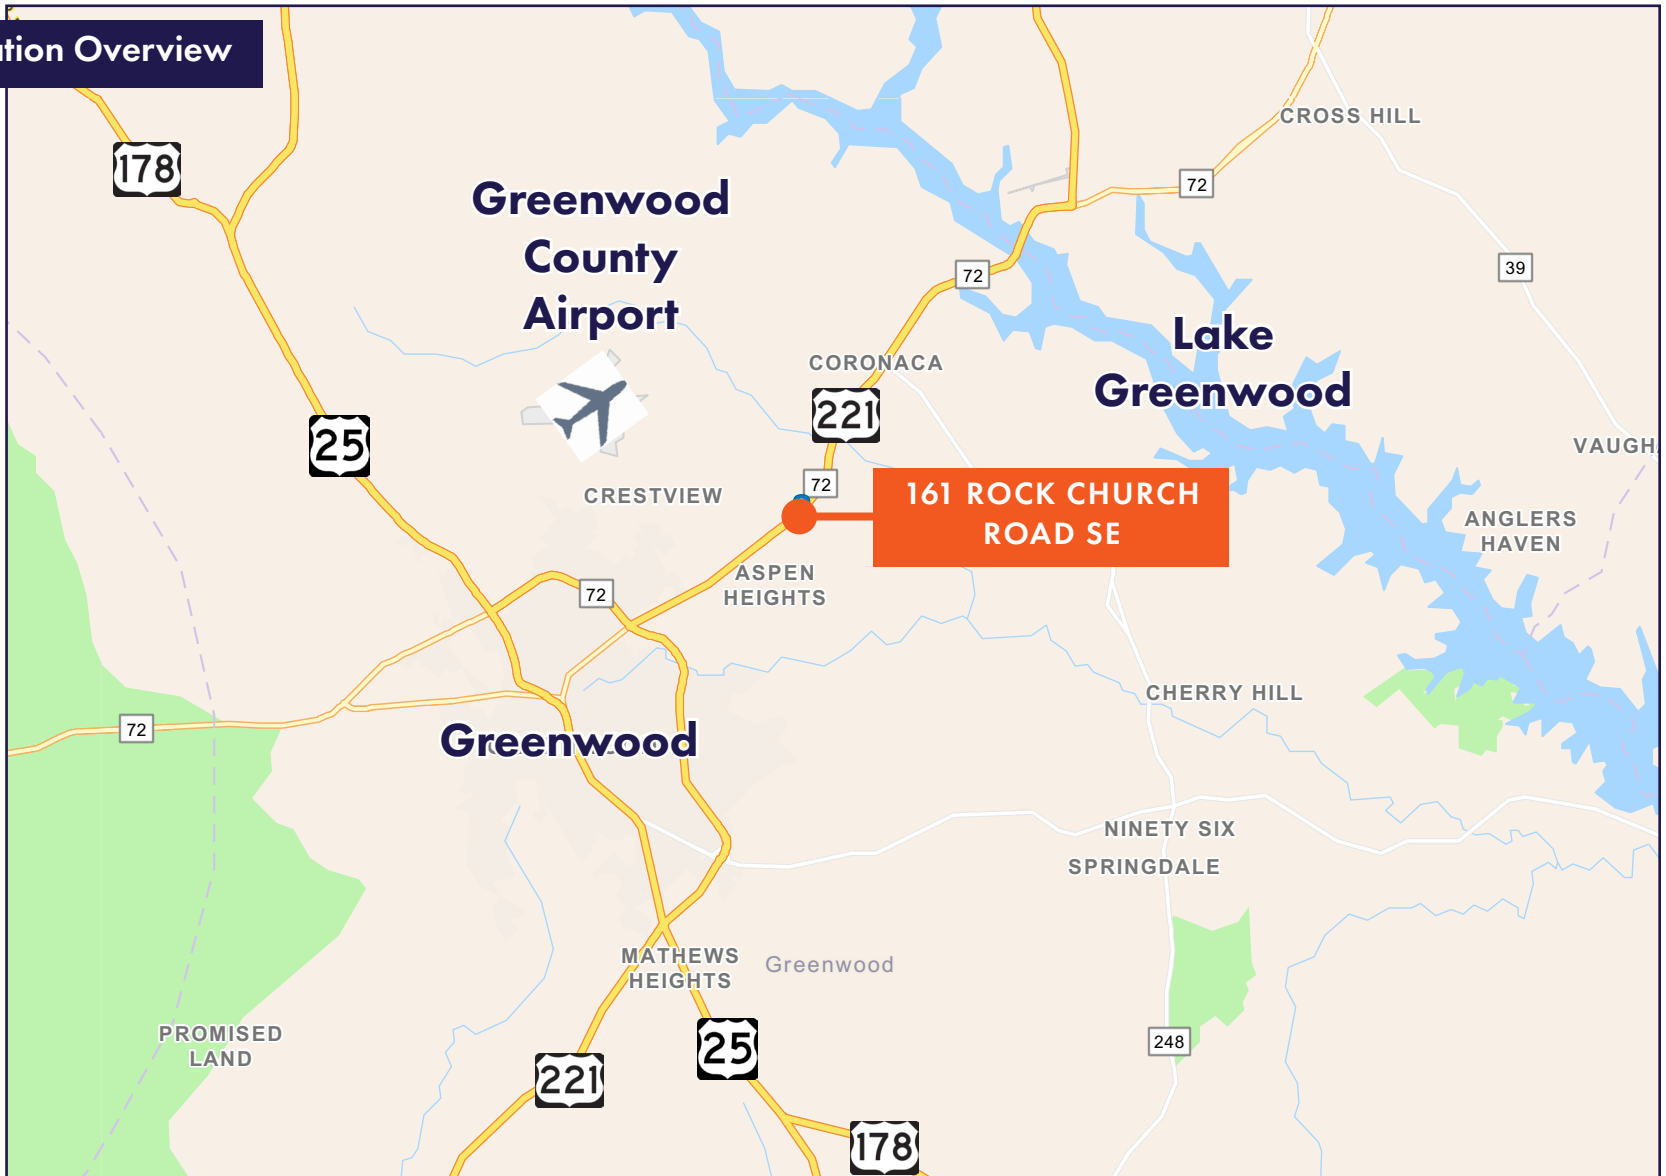 ation Overview
CROSS HILL
178
72
Greenwood
County
Airport
39
72
Lake
Greenwood
CORONACA
221
25
VAUGH
72
161 ROCK CHURCH
ROAD SE
CRESTVIEW
ANGLERS
HAVEN
ASPEN
HEIGHTS
72
CHERRY HILL
72
Greenwood
NINETY SIX
SPRINGDALE
MATHEWS
HEIGHTS
Greenwood
PROMISED
LAND
248
25
221
178